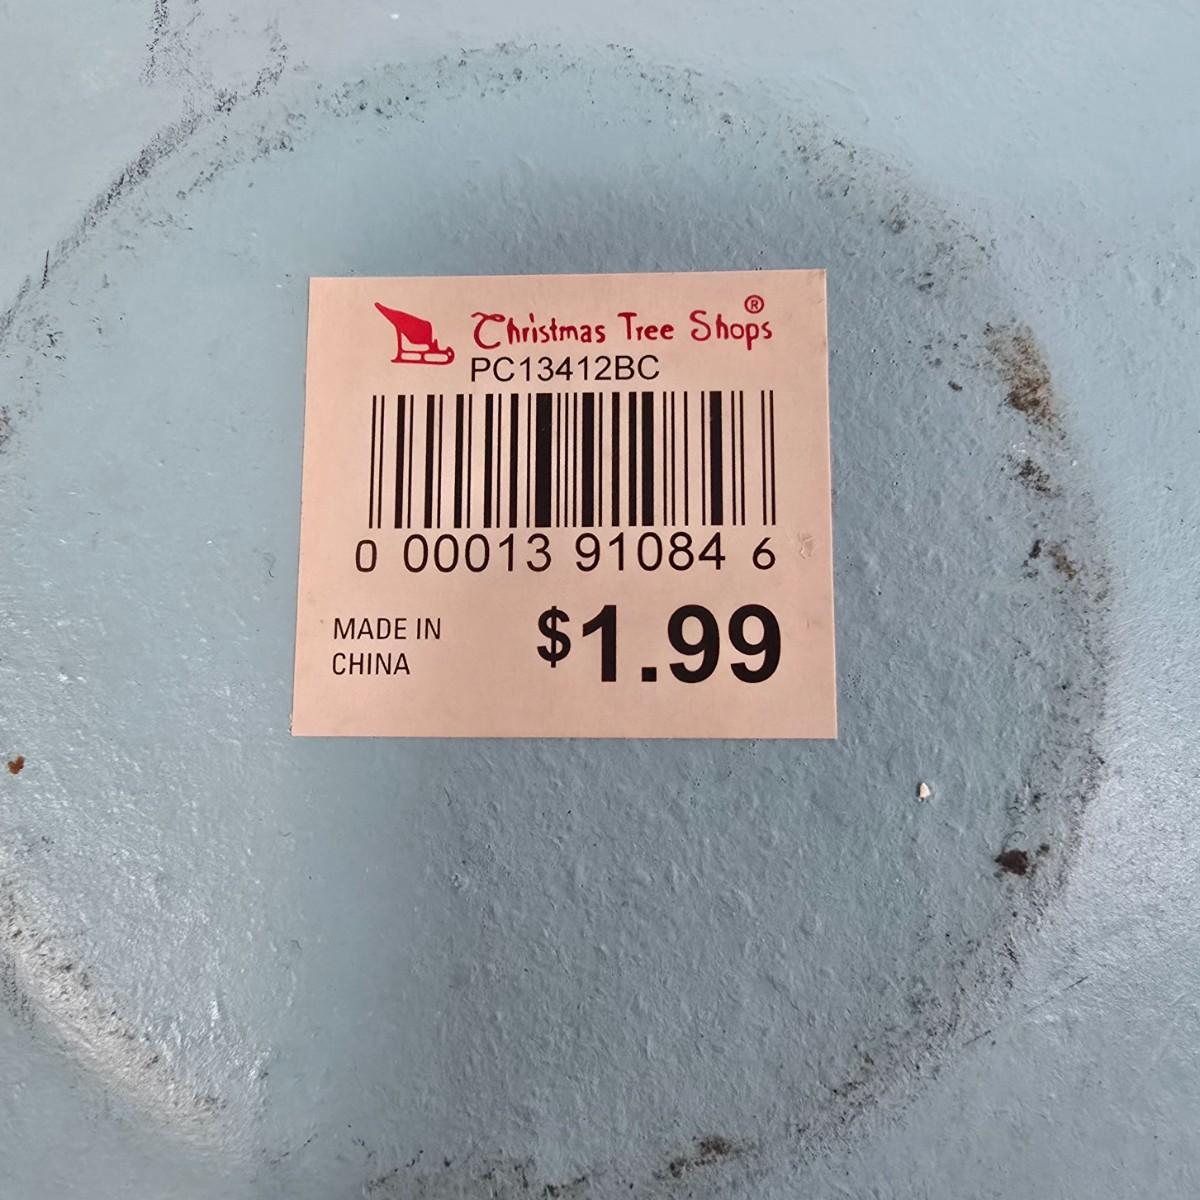 Christmas Tree Shops®
PC13412BC
0 00013 91084 6
MADE IN
CHINA
$1.99